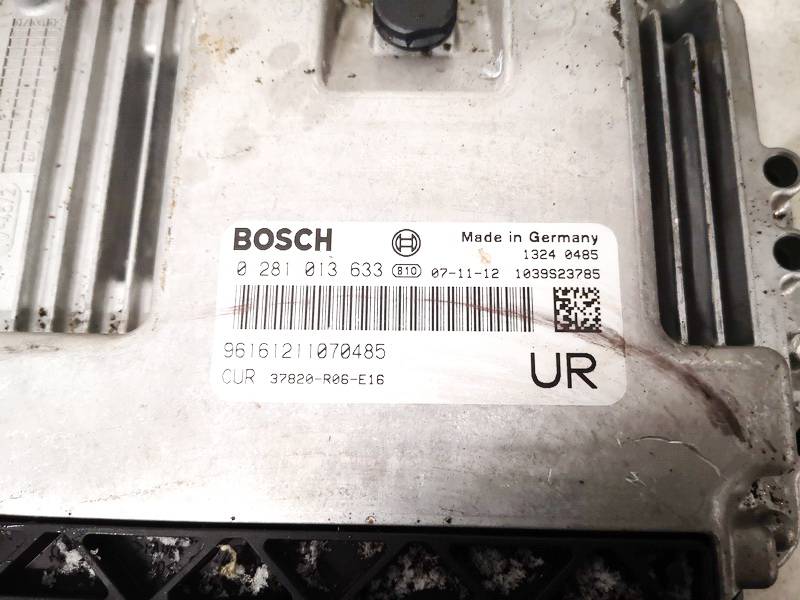 BOSCH Made in Germany
1324 0485
0 281 013 633 810 07-11-12 1039S23785
96161211070485
CUR 37820-R06-E16 UR